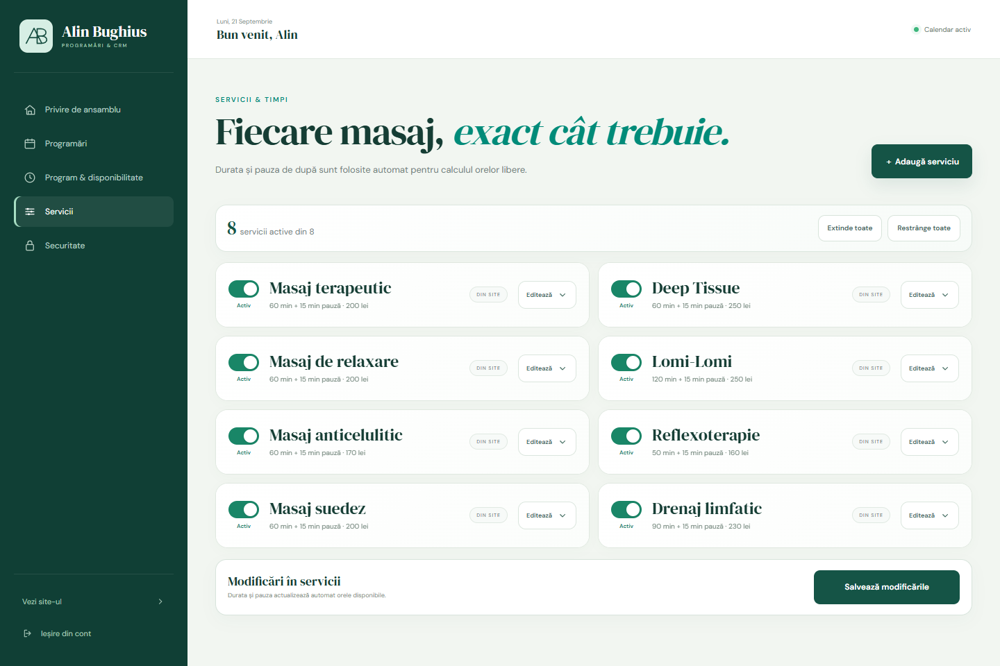 AB
Alin Bughius
PROGRAMĂRI & CRM
Privire de ansamblu
Programări
Program & disponibilitate
Servicii
Securitate
Vezi site-ul
Ieșire din cont
Luni, 21 Septembrie
Bun venit, Alin
Calendar activ
SERVICII & TIMPI
Fiecare masaj, exact cât trebuie.
Durata și pauza de după sunt folosite automat pentru calculul orelor libere.
+ Adaugă serviciu
8 servicii active din 8
Extinde toate
Restrânge toate
Activ
Masaj terapeutic
60 min + 15 min pauză · 200 lei
DIN SITE
Editează
Activ
Deep Tissue
60 min + 15 min pauză · 250 lei
DIN SITE
Editează
Activ
Masaj de relaxare
60 min + 15 min pauză · 200 lei
DIN SITE
Editează
Activ
Lomi-Lomi
120 min + 15 min pauză · 250 lei
DIN SITE
Editează
Activ
Masaj anticelulitic
60 min + 15 min pauză · 170 lei
DIN SITE
Editează
Activ
Reflexoterapie
50 min + 15 min pauză · 160 lei
DIN SITE
Editează
Activ
Masaj suedez
60 min + 15 min pauză · 200 lei
DIN SITE
Editează
Activ
Drenaj limfatic
90 min + 15 min pauză · 230 lei
DIN SITE
Editează
Modificări în servicii
Durata și pauza actualizează automat orele disponibile.
Salvează modificările